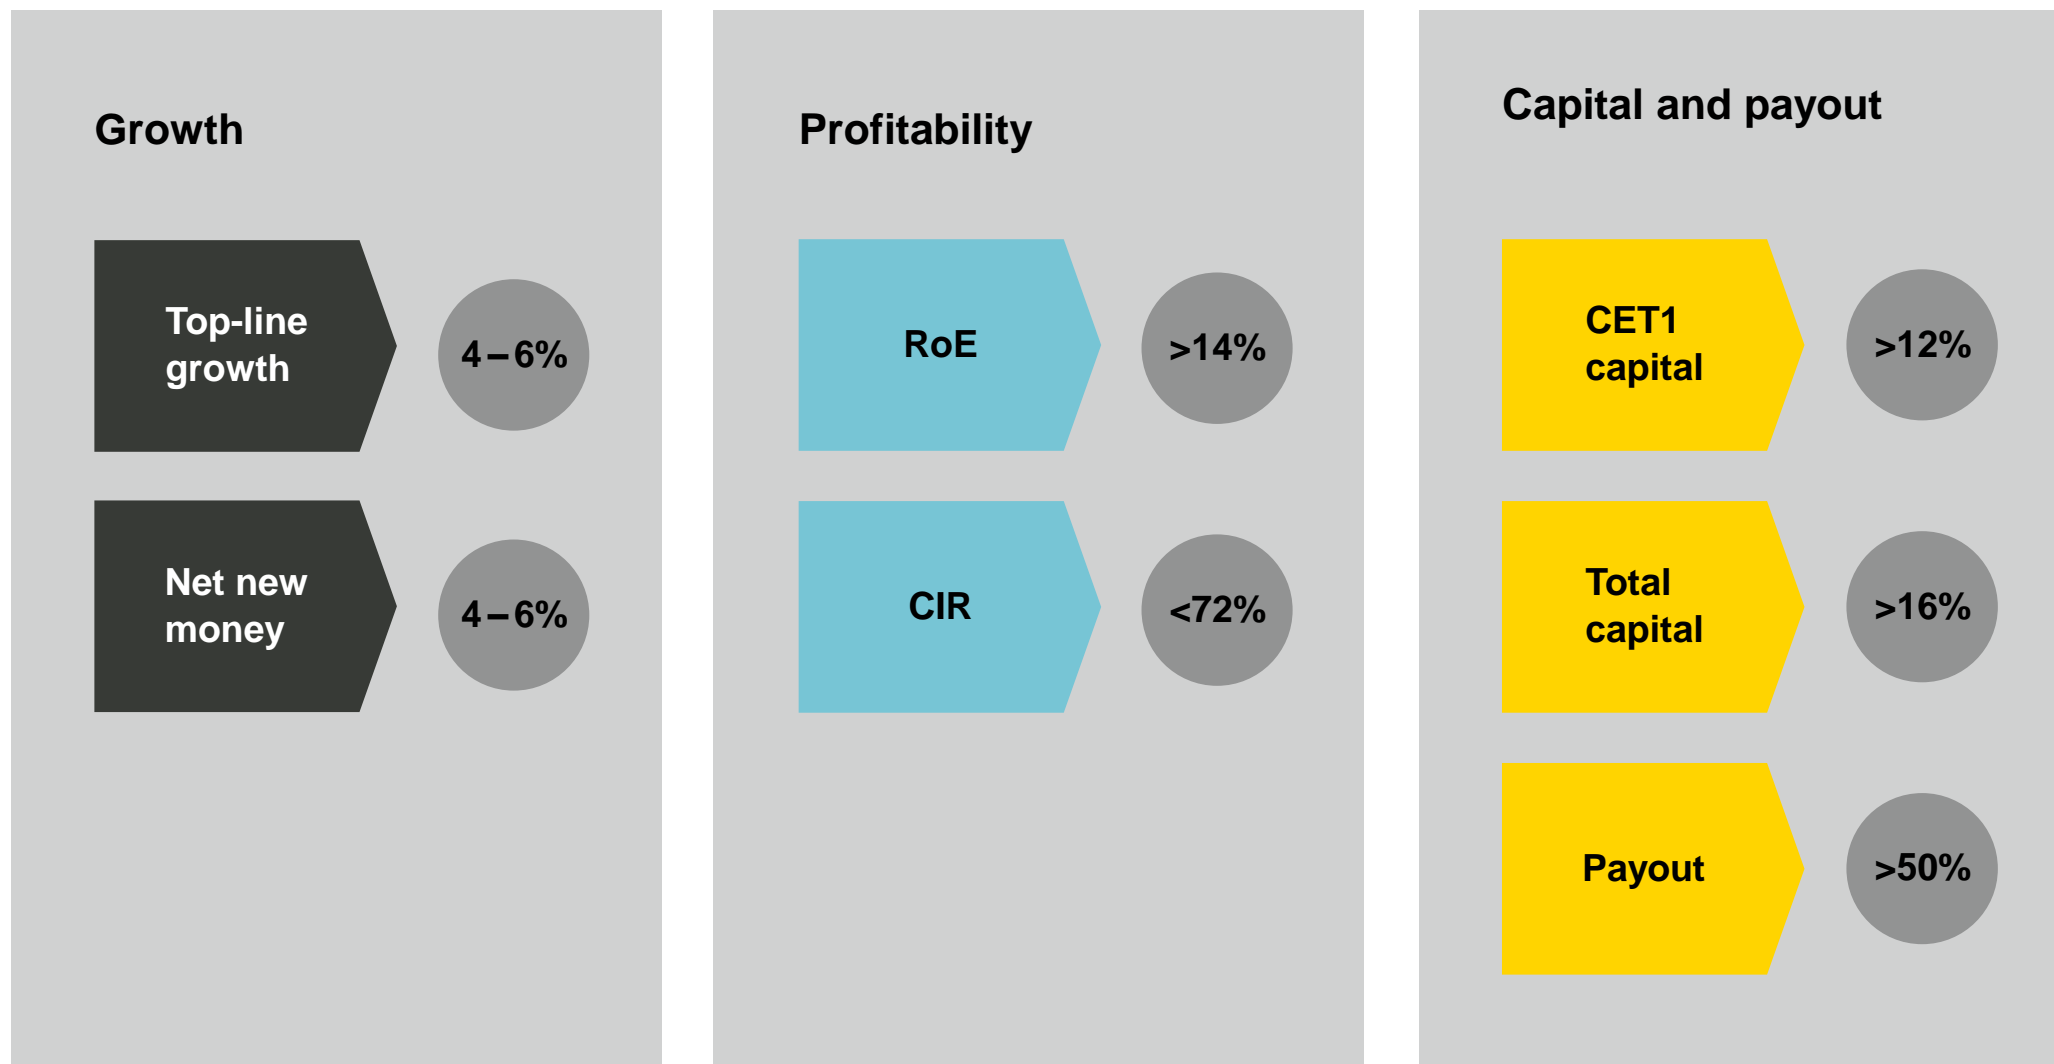 Growth
Top-line
growth
4 – 6%
Net new
money
4 – 6%
Profitability
RoE
>14%
CIR
<72%
Capital and payout
CET1
capital
>12%
Total
capital
>16%
Payout
>50%